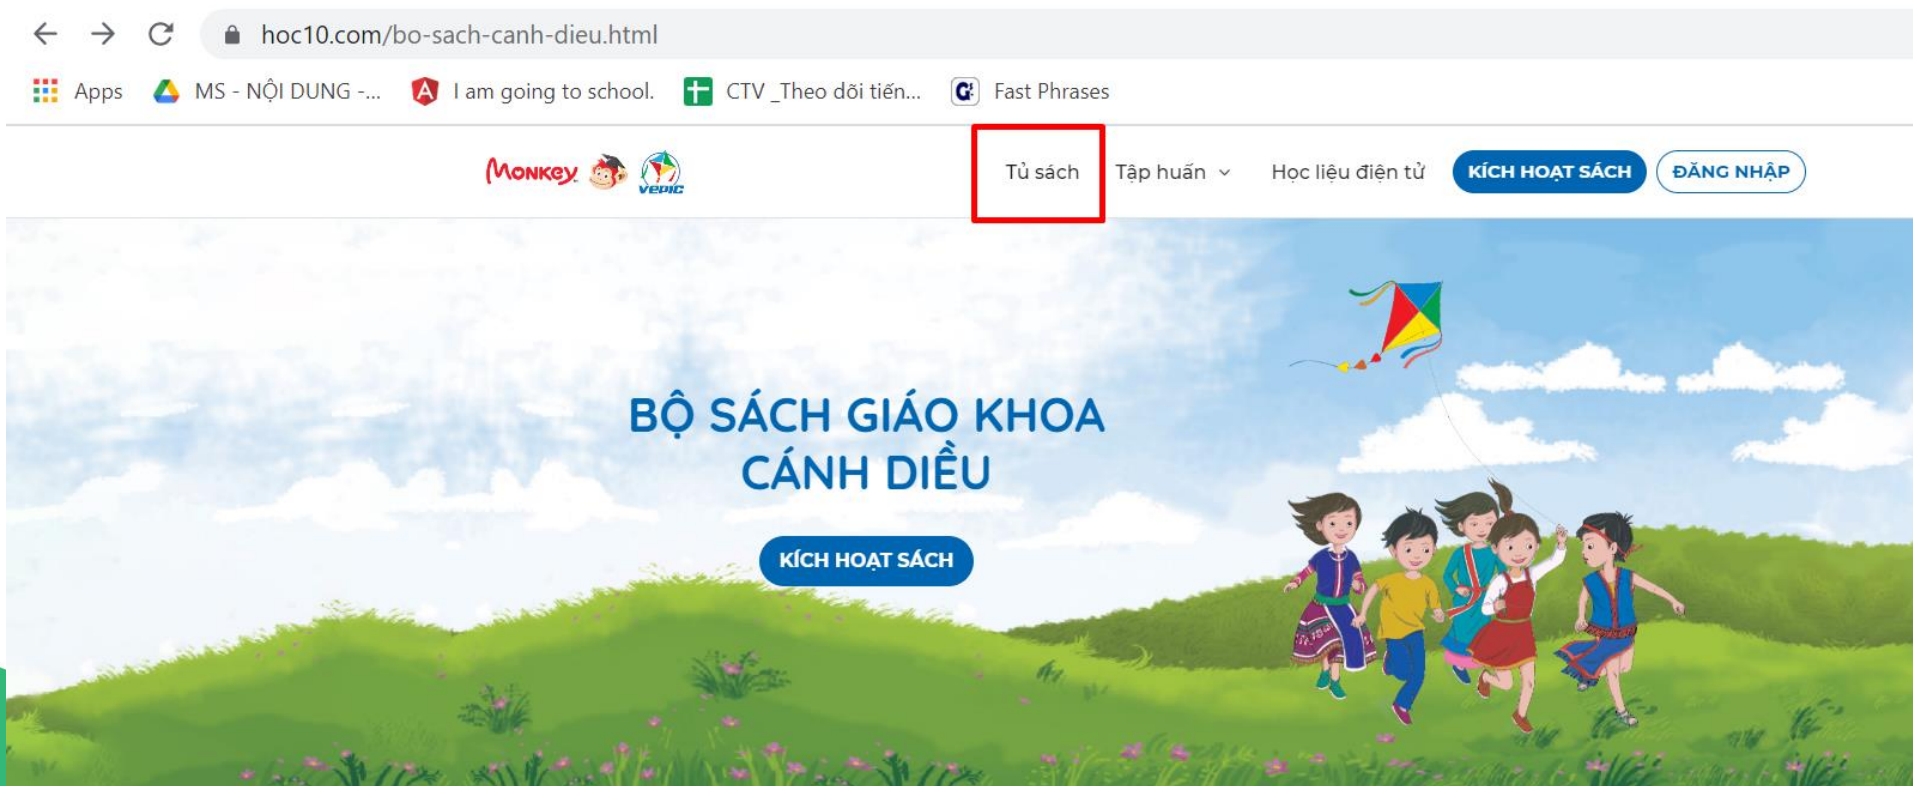 hoc10.com/bo-sach-canh-dieu.html
Apps MS - NỘI DUNG -... I am going to school. CTV _Theo dõi tiến... Fast Phrases
Monkey VEPIC Tủ sách Tập huấn Học liệu điện tử KÍCH HOẠT SÁCH ĐĂNG NHẬP
BỘ SÁCH GIÁO KHOA
CÁNH DIỀU
KÍCH HOẠT SÁCH